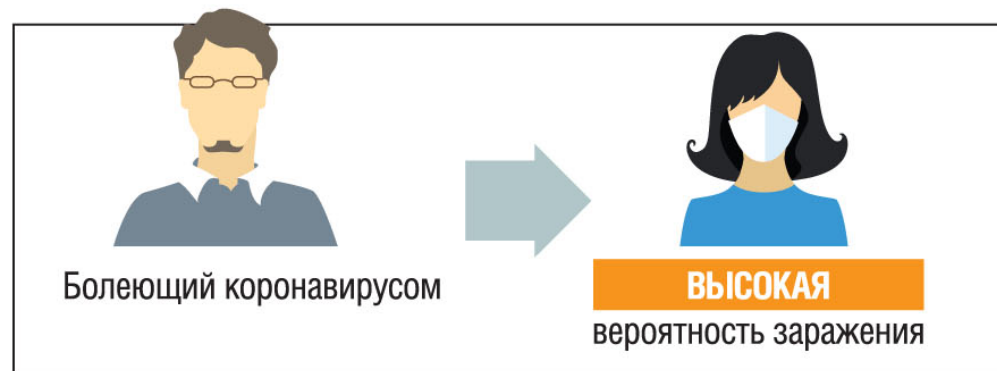 Болеющий коронавирусом
ВЫСОКАЯ
вероятность заражения